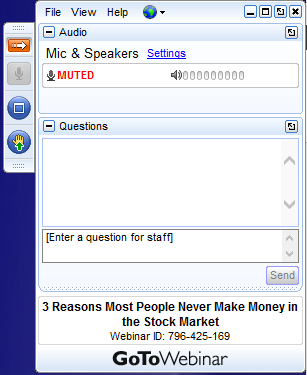 File View Help
Audio
Mic & Speakers Settings
MUTED
Questions
[Enter a question for staff]
Send
3 Reasons Most People Never Make Money in
the Stock Market
Webinar ID: 796-425-169
GoToWebinar